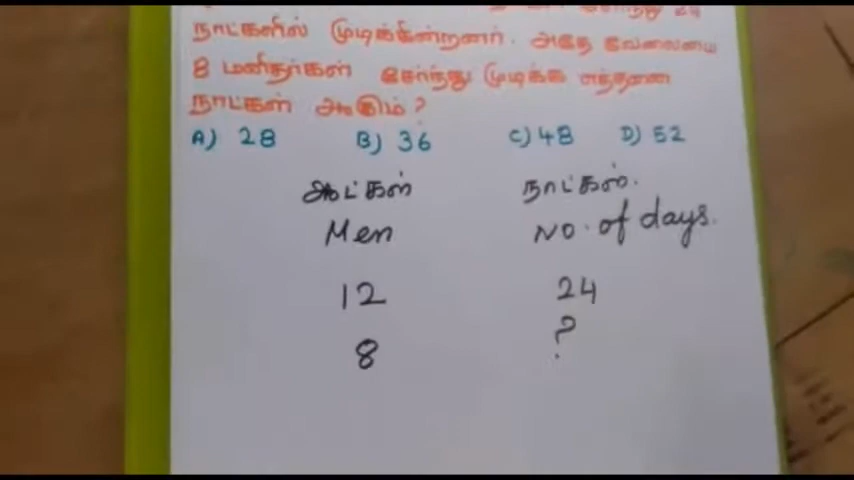 சேர்ந்து 24
நாட்களில் முடிக்கின்றனர். அதே வேலையை
8 மனிதர்கள் சேர்ந்து முடிக்க எத்தனை
நாட்கள் ஆகும்?
A) 28 B) 36 C) 48 D) 52
ஆட்கள் நாட்கள்.
Men No. of days.
12 24
8 ?